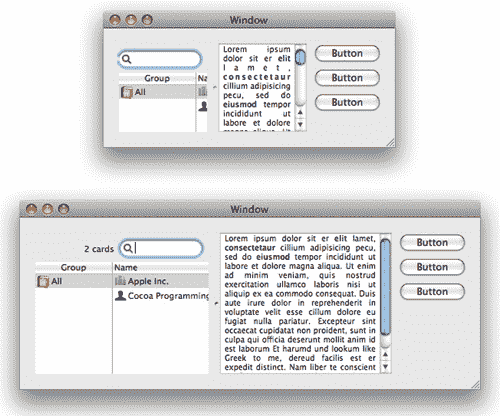 Window
Group
Na
All
Lorem ipsum
dolor sit er elit
l a m e t ,
consectetaur
cillium adipisicing
pecu, sed do
eiusmod tempor
incididunt ut
labore et dolore
magna aliqua. Ut
Button
Button
Button
Window
2 cards
Group
Name
All
Apple Inc.
Cocoa Programming
Lorem ipsum dolor sit er elit lamet,
consectetaur cillium adipisicing pecu,
sed do eiusmod tempor incididunt ut
labore et dolore magna aliqua. Ut enim
ad minim veniam, quis nostrud
exercitation ullamco laboris nisi ut
aliquip ex ea commodo consequat. Duis
aute irure dolor in reprehenderit in
voluptate velit esse cillum dolore eu
fugiat nulla pariatur. Excepteur sint
occaecat cupidatat non proident, sunt in
culpa qui officia deserunt mollit anim id
est laborum Et harumd und lookum like
Greek to me, dereud facilis est er
expedit distinct. Nam liber te conscient
Button
Button
Button